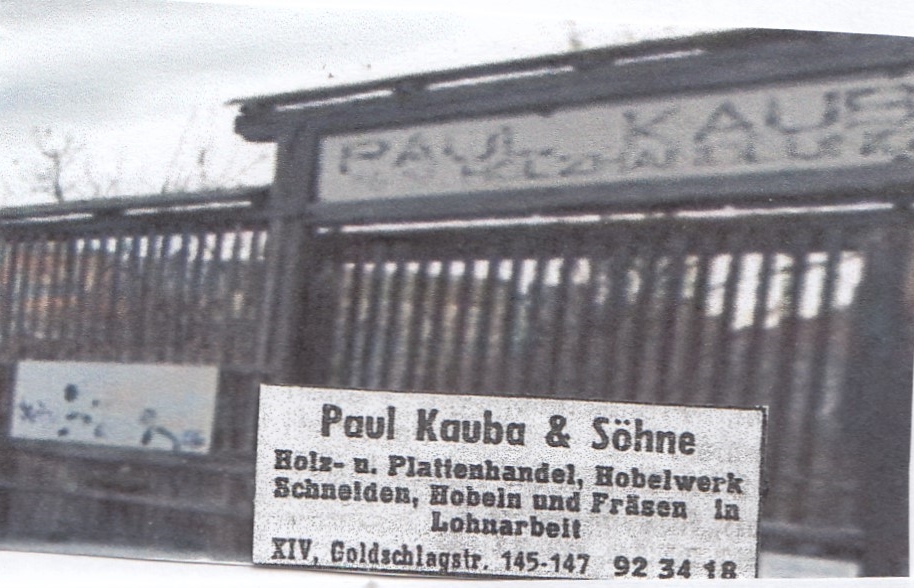 PAUL KAUB
HOLZHANDLUNG
Paul Kauba & Söhne
Holz- u. Plattenhandel, Hobelwerk
Schneiden, Hobeln und Fräsen in
Lohnarbeit
XIV, Goldschlagstr. 145-147 92 34 18